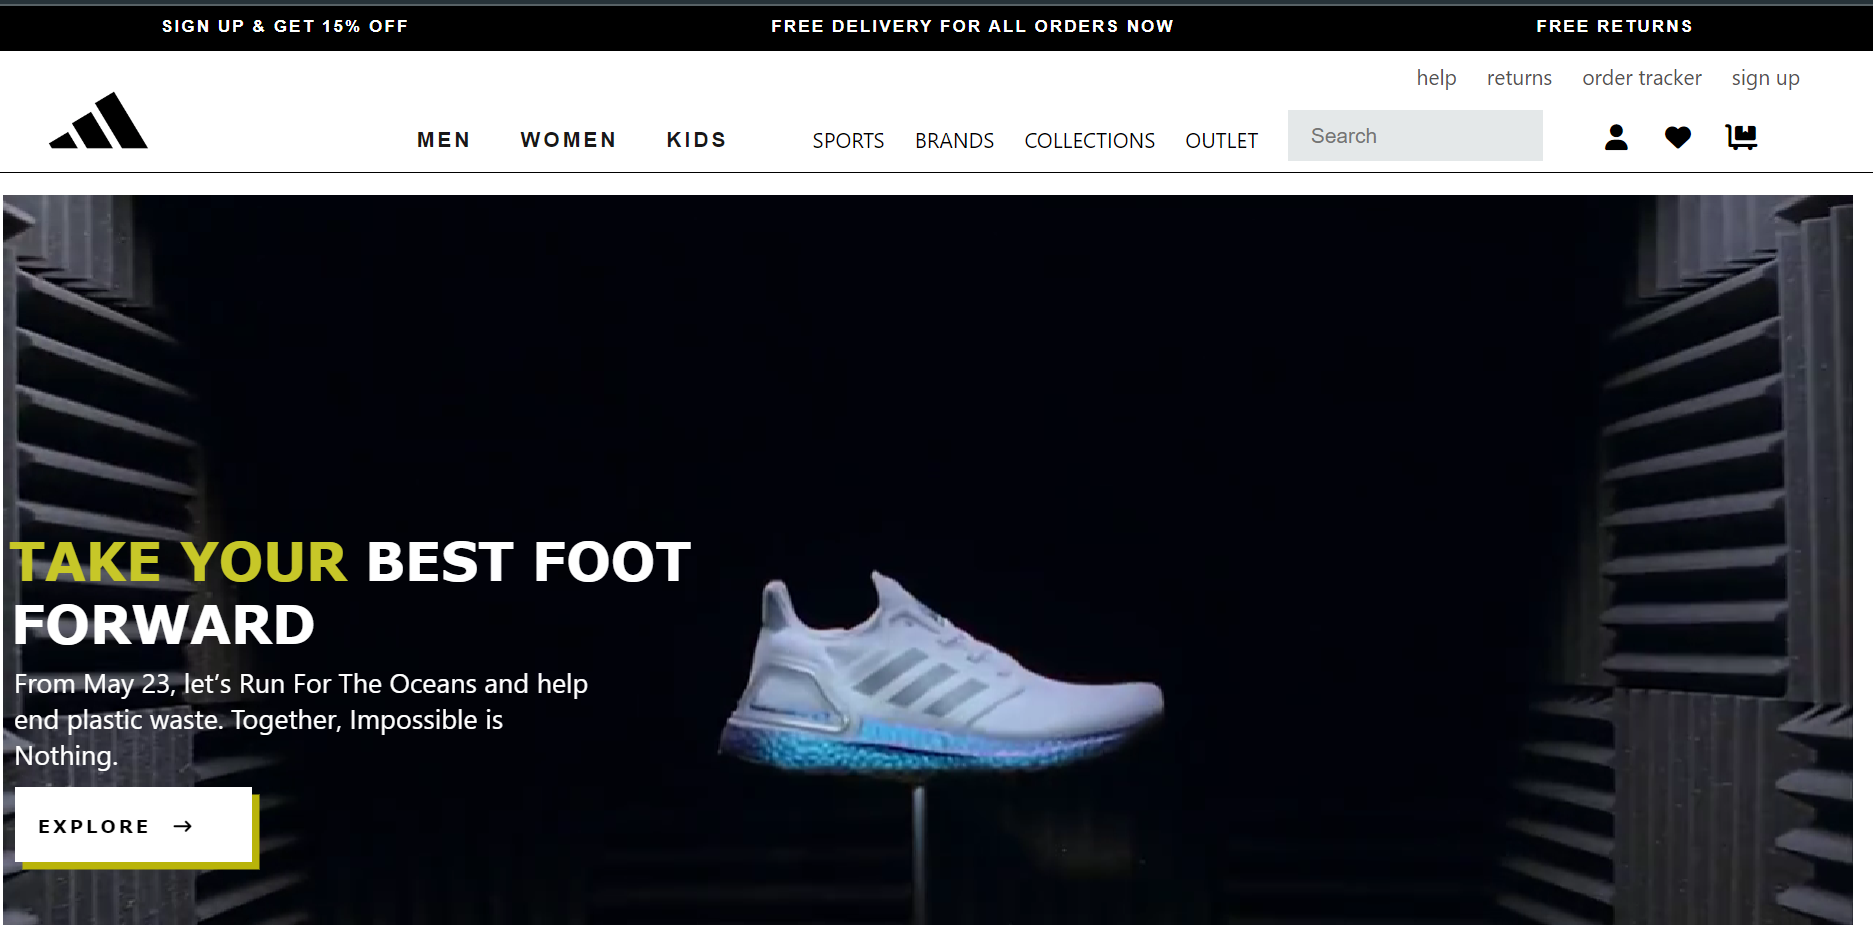 SIGN UP & GET 15% OFF
FREE DELIVERY FOR ALL ORDERS NOW
FREE RETURNS
help
returns
order tracker
sign up
MEN
WOMEN
KIDS
SPORTS
BRANDS
COLLECTIONS
OUTLET
Search
TAKE YOUR BEST FOOT
FORWARD
From May 23, let’s Run For The Oceans and help
end plastic waste. Together, Impossible is
Nothing.
EXPLORE →